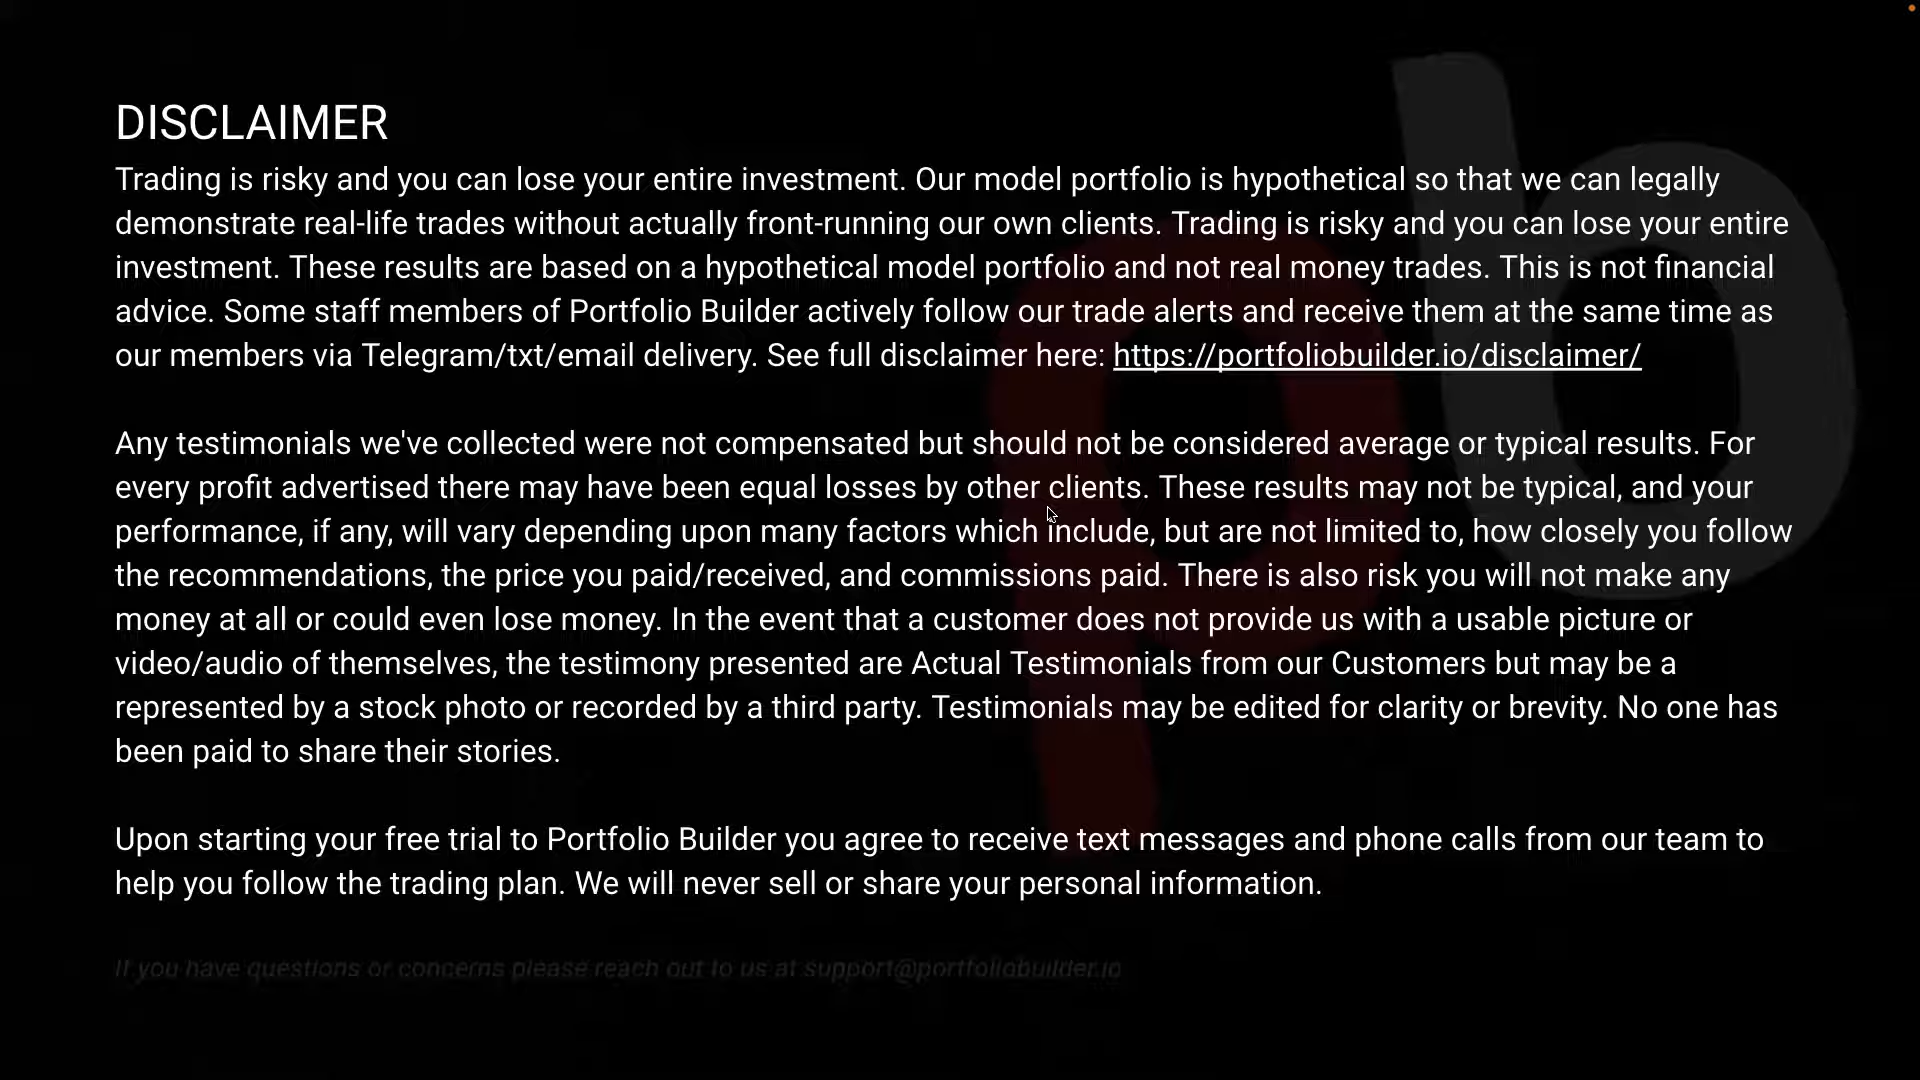 DISCLAIMER
Trading is risky and you can lose your entire investment. Our model portfolio is hypothetical so that we can legally
demonstrate real-life trades without actually front-running our own clients. Trading is risky and you can lose your entire
investment. These results are based on a hypothetical model portfolio and not real money trades. This is not financial
advice. Some staff members of Portfolio Builder actively follow our trade alerts and receive them at the same time as
our members via Telegram/txt/email delivery. See full disclaimer here: https://portfoliobuilder.io/disclaimer/
Any testimonials we've collected were not compensated but should not be considered average or typical results. For
every profit advertised there may have been equal losses by other clients. These results may not be typical, and your
performance, if any, will vary depending upon many factors which include, but are not limited to, how closely you follow
the recommendations, the price you paid/received, and commissions paid. There is also risk you will not make any
money at all or could even lose money. In the event that a customer does not provide us with a usable picture or
video/audio of themselves, the testimony presented are Actual Testimonials from our Customers but may be a
represented by a stock photo or recorded by a third party. Testimonials may be edited for clarity or brevity. No one has
been paid to share their stories.
Upon starting your free trial to Portfolio Builder you agree to receive text messages and phone calls from our team to
help you follow the trading plan. We will never sell or share your personal information.
If you have questions or concerns please reach out to us at support@portfoliobuilder.io
pb